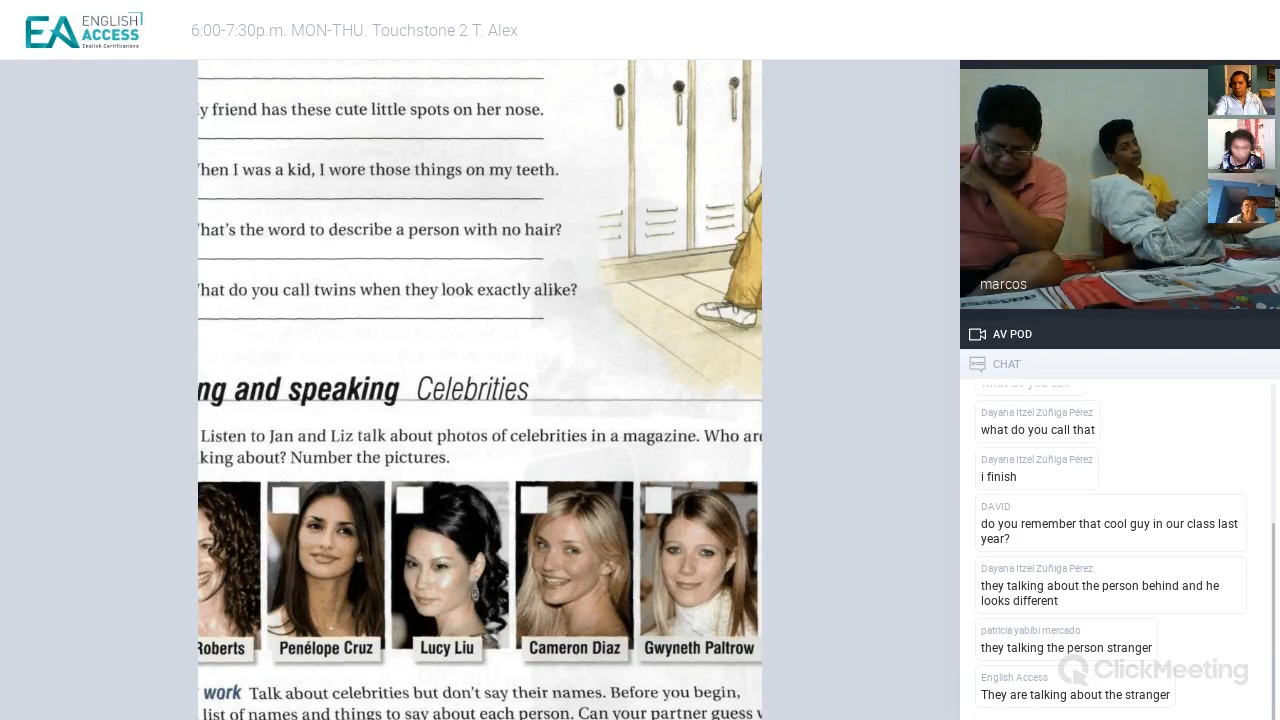 EA ENGLISH ACCESS
English Certifications
6:00-7:30p.m. MON-THU. Touchstone 2 T. Alex
y friend has these cute little spots on her nose.
hen I was a kid, I wore those things on my teeth.
hat's the word to describe a person with no hair?
hat do you call twins when they look exactly alike?
ng and speaking Celebrities
Listen to Jan and Liz talk about photos of celebrities in a magazine. Who are
king about? Number the pictures.
Roberts
Penélope Cruz
Lucy Liu
Cameron Diaz
Gwyneth Paltrow
work Talk about celebrities but don't say their names. Before you begin,
list of names and things to say about each person. Can your partner guess
marcos
AV POD
CHAT
what do you call
Dayana Itzel Zúñiga Pérez
what do you call that
Dayana Itzel Zúñiga Pérez
i finish
DAVID
do you remember that cool guy in our class last
year?
Dayana Itzel Zúñiga Pérez
they talking about the person behind and he
looks different
patricia yabibi mercado
they talking the person stranger
English Access
They are talking about the stranger
ClickMeeting